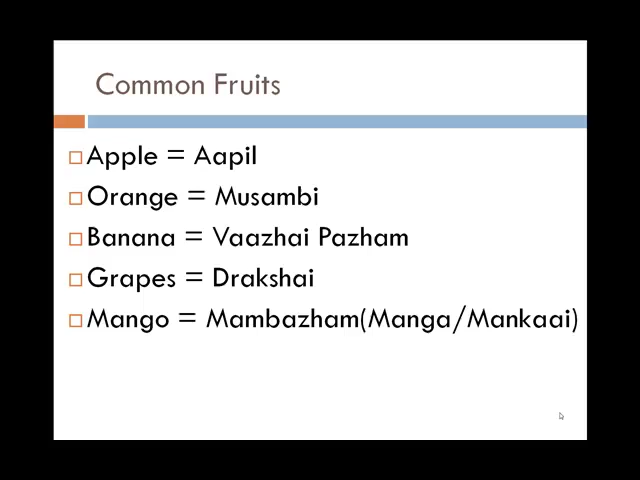 Common Fruits
Apple = Aapil
Orange = Musambi
Banana = Vaazhai Pazham
Grapes = Drakshai
Mango = Mambazham(Manga/Mankaai)